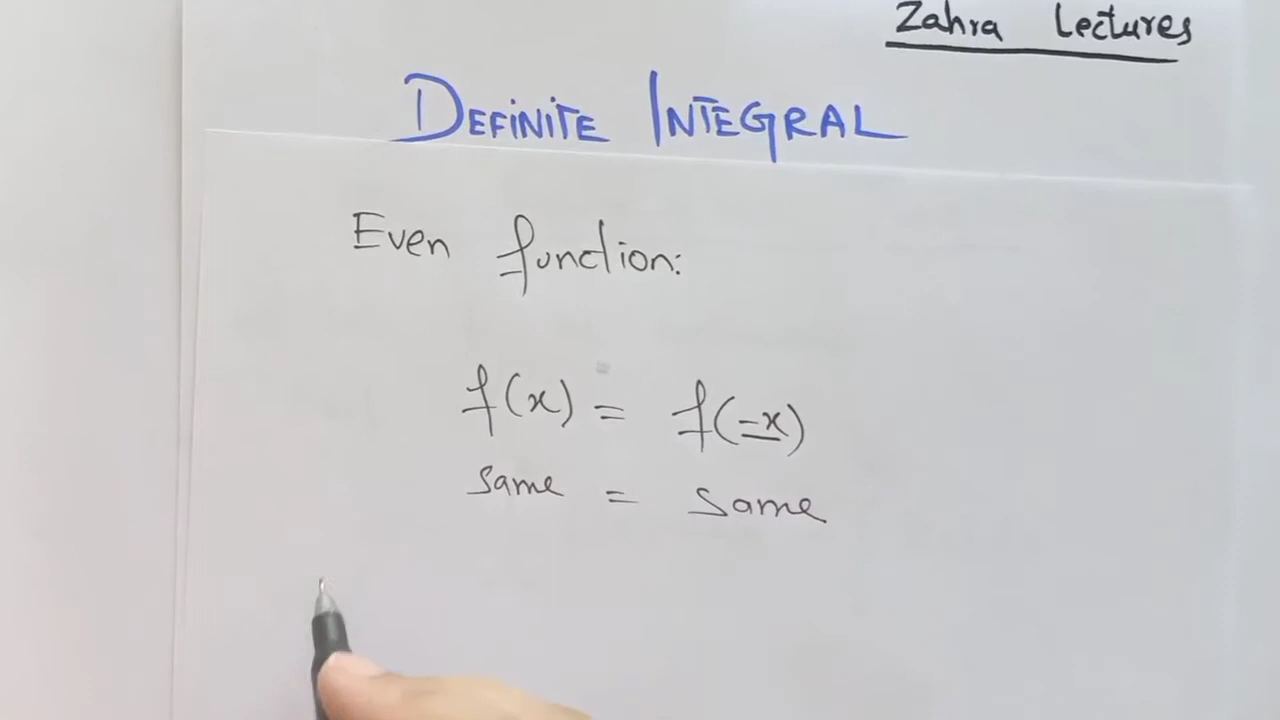 Zahra Lectures
DEFINITE INTEGRAL
Even function:
f(x) = f(-x)
Same = Same